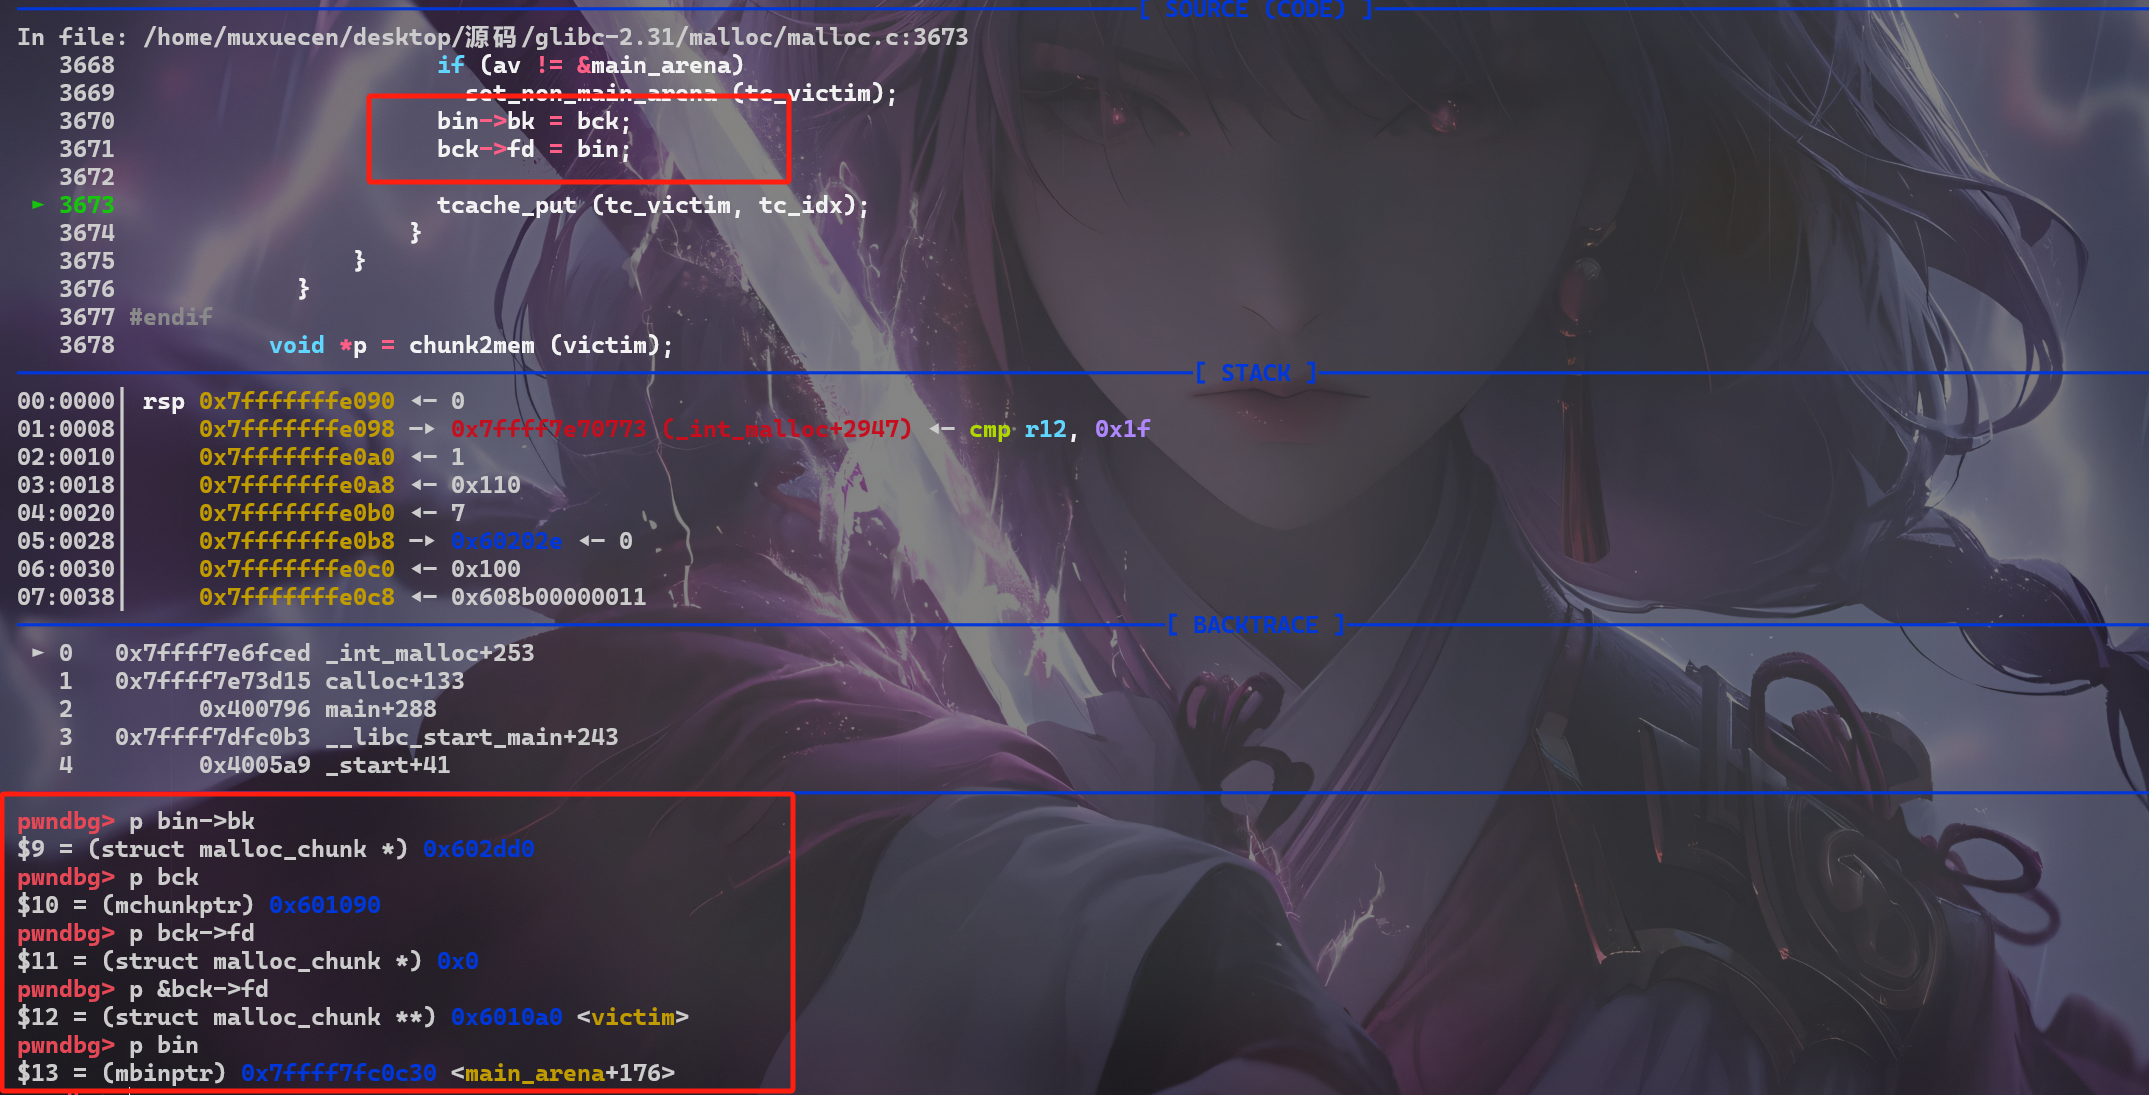 [ SOURCE (CODE) ]
In file: /home/muxuecen/desktop/源码/glibc-2.31/malloc/malloc.c:3673
3668 if (av != &main_arena)
3669 set_non_main_arena (tc_victim);
3670 bin->bk = bck;
3671 bck->fd = bin;
3672
► 3673 tcache_put (tc_victim, tc_idx);
3674 }
3675 }
3676 }
3677 #endif
3678 void *p = chunk2mem (victim);
[ STACK ]
00:0000│ rsp 0x7fffffffe090 ◂— 0
01:0008│ 0x7fffffffe098 —▸ 0x7ffff7e70773 (_int_malloc+2947) ◂— cmp r12, 0x1f
02:0010│ 0x7fffffffe0a0 ◂— 1
03:0018│ 0x7fffffffe0a8 ◂— 0x110
04:0020│ 0x7fffffffe0b0 ◂— 7
05:0028│ 0x7fffffffe0b8 —▸ 0x60202e ◂— 0
06:0030│ 0x7fffffffe0c0 ◂— 0x100
07:0038│ 0x7fffffffe0c8 ◂— 0x608b00000011
[ BACKTRACE ]
► 0 0x7ffff7e6fced _int_malloc+253
1 0x7ffff7e73d15 calloc+133
2 0x400796 main+288
3 0x7ffff7dfc0b3 __libc_start_main+243
4 0x4005a9 _start+41
pwndbg> p bin->bk
$9 = (struct malloc_chunk *) 0x602dd0
pwndbg> p bck
$10 = (mchunkptr) 0x601090
pwndbg> p bck->fd
$11 = (struct malloc_chunk *) 0x0
pwndbg> p &bck->fd
$12 = (struct malloc_chunk **) 0x6010a0 <victim>
pwndbg> p bin
$13 = (mbinptr) 0x7ffff7fc0c30 <main_arena+176>